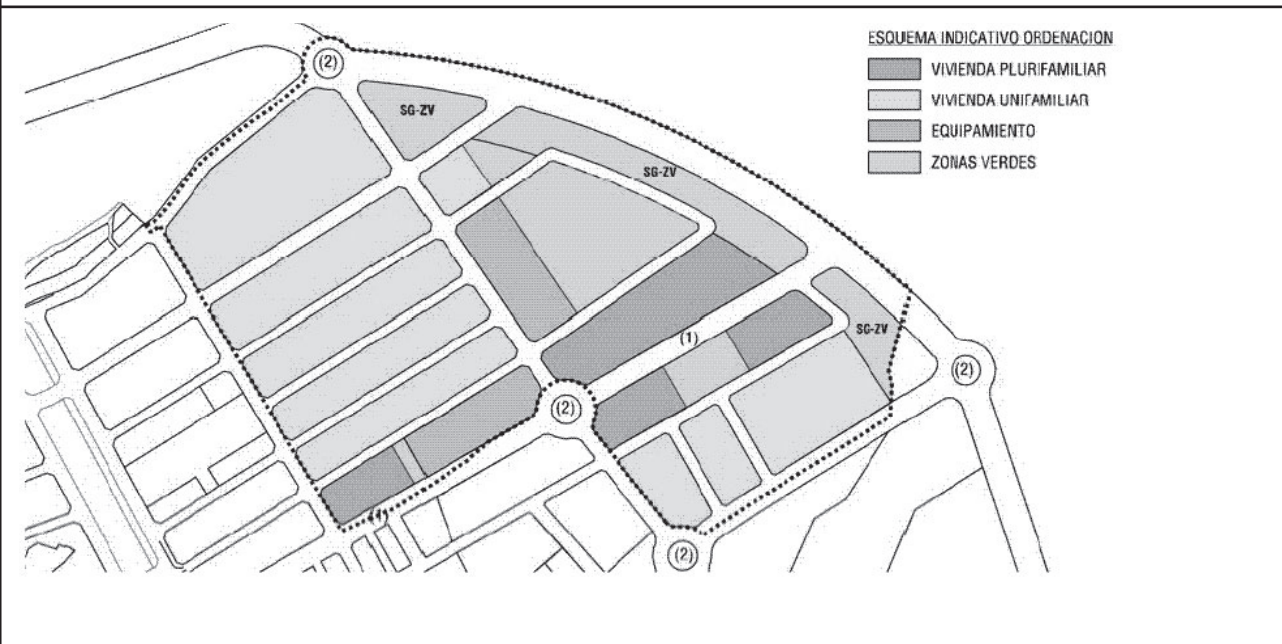 ESQUEMA INDICATIVO ORDENACION
VIVIENDA PLURIFAMILIAR
VIVIENDA UNIFAMILIAR
EQUIPAMIENTO
ZONAS VERDES
(2)
SG-ZV
SG-ZV
SG-ZV
(1)
(2)
(2)
(1)
(2)